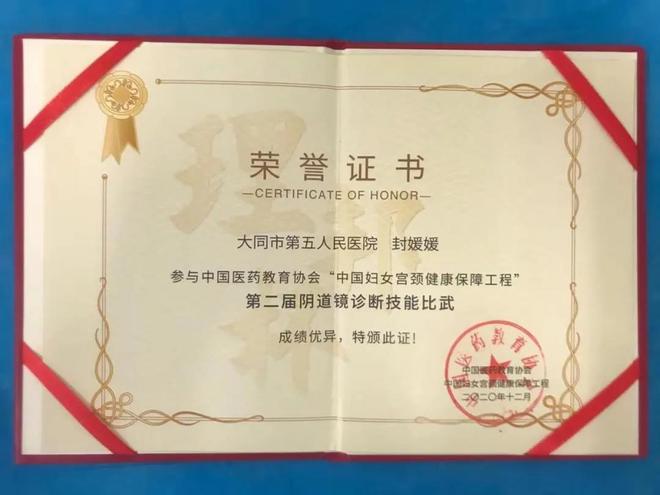 荣誉证书
—CERTIFICATE OF HONOR—
大同市第五人民医院 封媛媛
参与中国医药教育协会“中国妇女宫颈健康保障工程”
第二届阴道镜诊断技能比武
成绩优异，特颁此证！
中国医药教育协会
中国妇女宫颈健康保障工程
二〇二〇年十二月